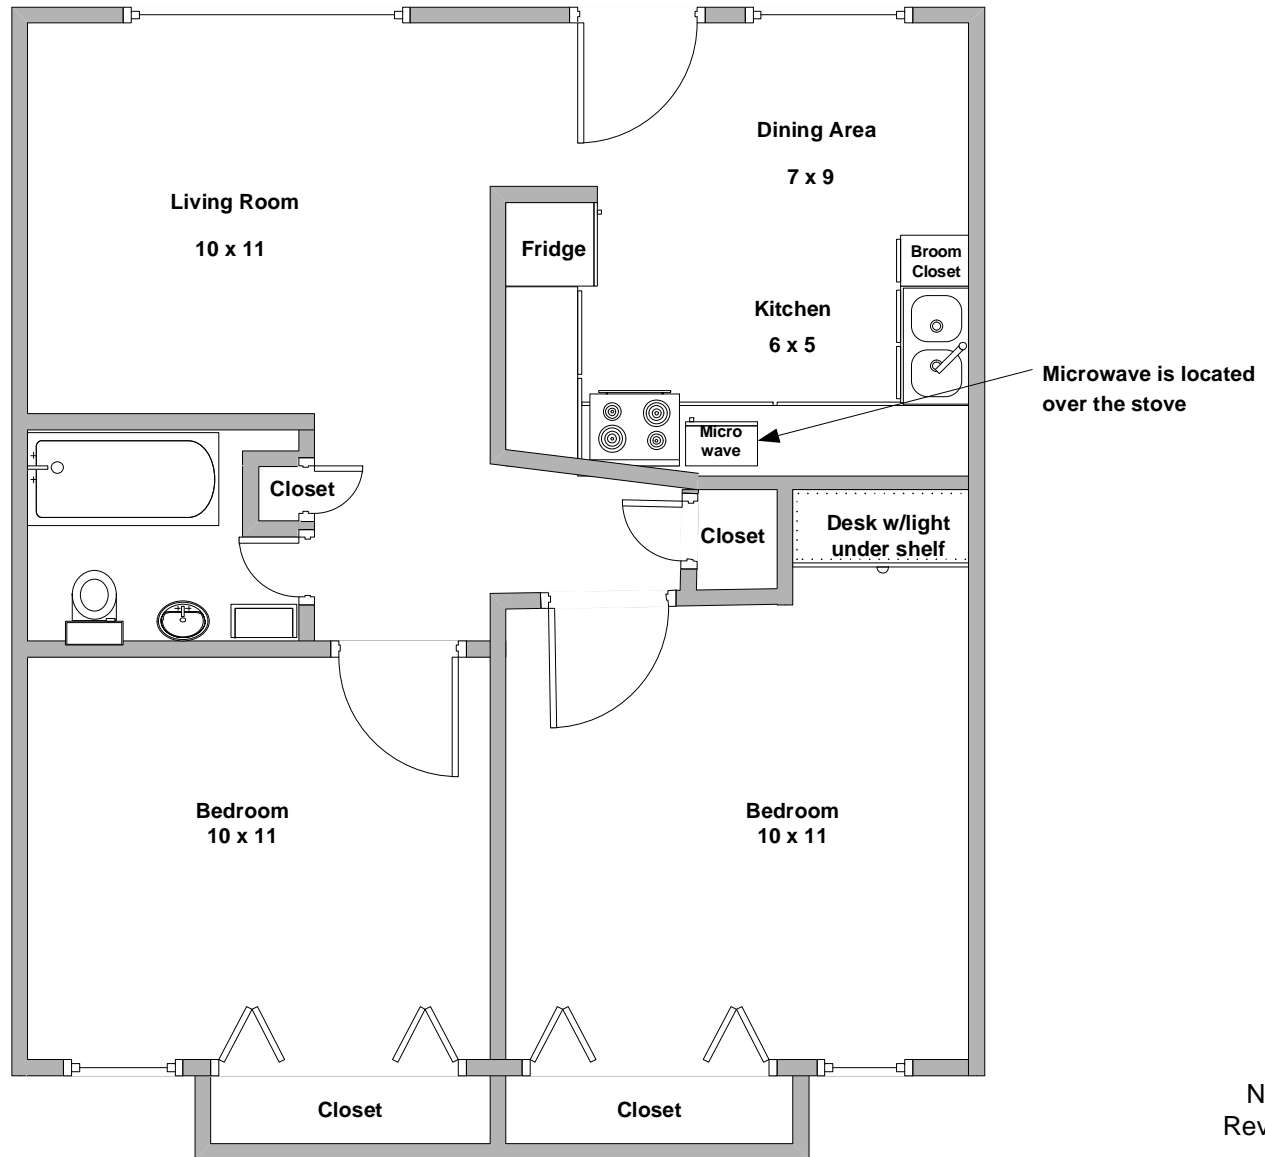 Dining Area
7 x 9
Living Room
10 x 11
Fridge
Broom
Closet
Kitchen
6 x 5
Microwave is located
over the stove
Micro
wave
Closet
Closet
Desk w/light
under shelf
Bedroom
10 x 11
Bedroom
10 x 11
Closet
Closet